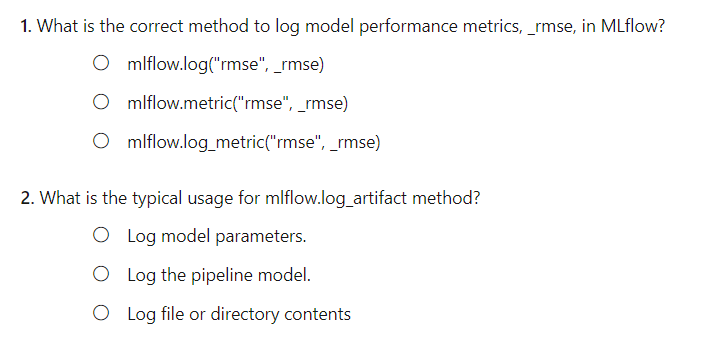 1. What is the correct method to log model performance metrics, _rmse, in MLflow?
mlflow.log("rmse", _rmse)
mlflow.metric("rmse", _rmse)
mlflow.log_metric("rmse", _rmse)
2. What is the typical usage for mlflow.log_artifact method?
Log model parameters.
Log the pipeline model.
Log file or directory contents